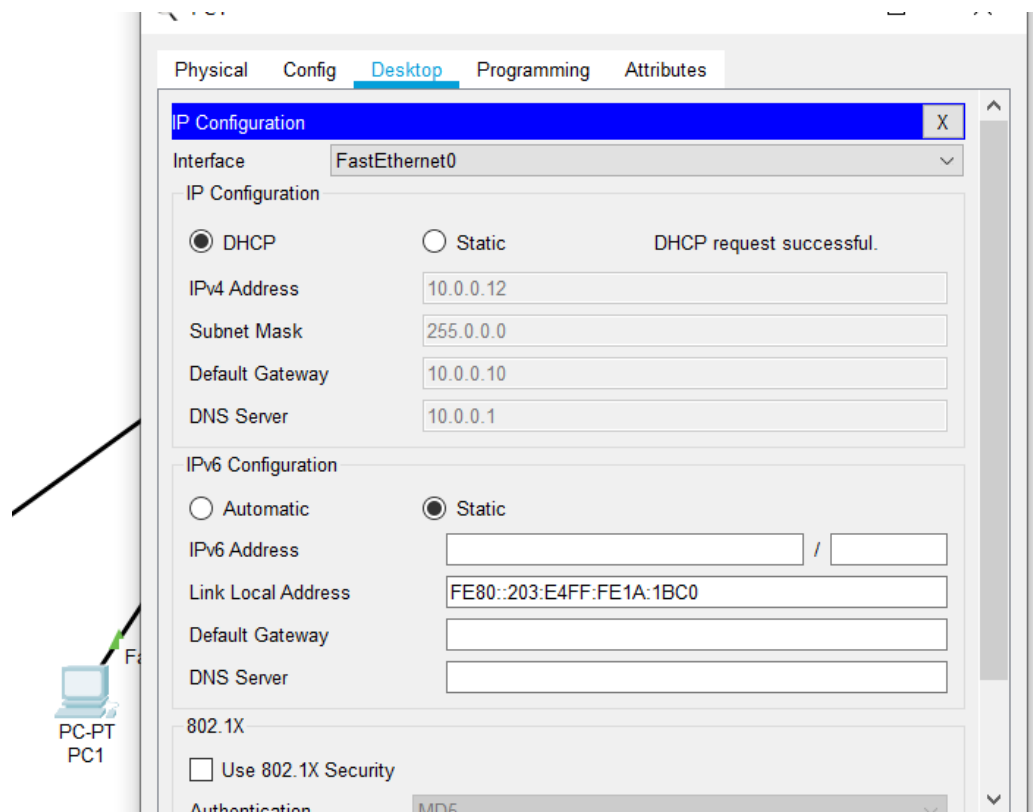 Physical Config Desktop Programming Attributes
IP Configuration X
Interface FastEthernet0
IP Configuration
DHCP Static DHCP request successful.
IPv4 Address 10.0.0.12
Subnet Mask 255.0.0.0
Default Gateway 10.0.0.10
DNS Server 10.0.0.1
IPv6 Configuration
Automatic Static
IPv6 Address /
Link Local Address FE80::203:E4FF:FE1A:1BC0
Default Gateway
DNS Server
Fa
PC-PT
PC1
802.1X
Use 802.1X Security
Authentication MD5